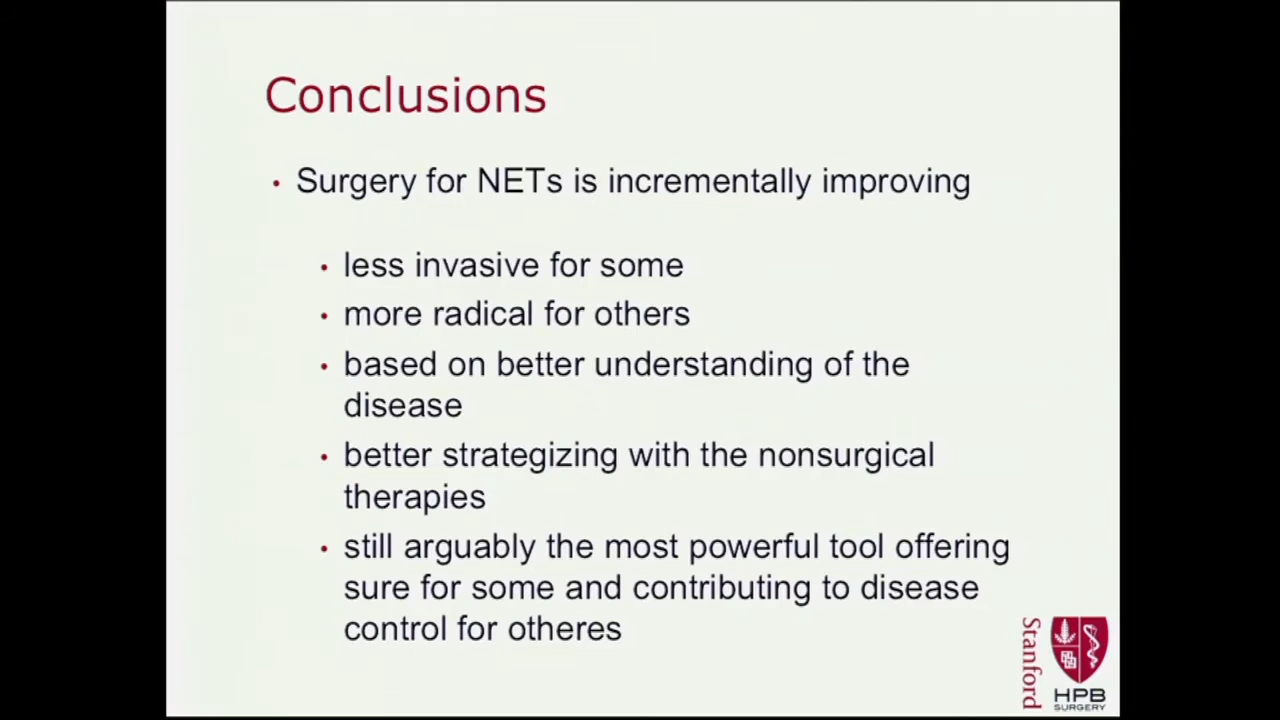 Conclusions
• Surgery for NETs is incrementally improving
• less invasive for some
• more radical for others
• based on better understanding of the
disease
• better strategizing with the nonsurgical
therapies
• still arguably the most powerful tool offering
sure for some and contributing to disease
control for otheres
Stanford
HPB
SURGERY